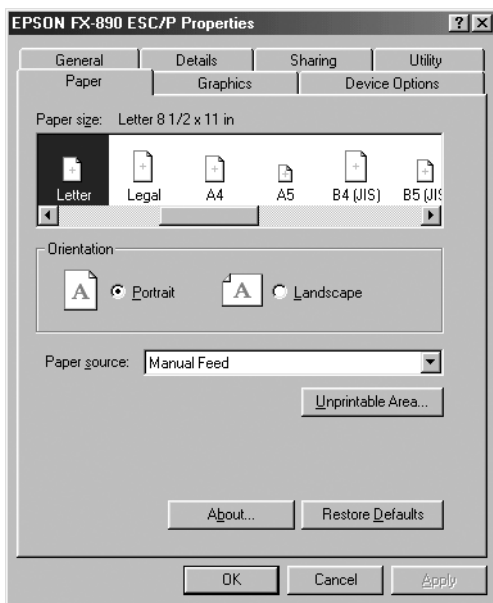 EPSON FX-890 ESC/P Properties ? ×
General Details Sharing Utility
Paper Graphics Device Options
Paper size: Letter 8 1/2 x 11 in
Letter Legal A4 A5 B4 (JIS) B5 (JIS
Orientation
A Portrait A Landscape
Paper source: Manual Feed
Unprintable Area...
About... Restore Defaults
OK Cancel Apply